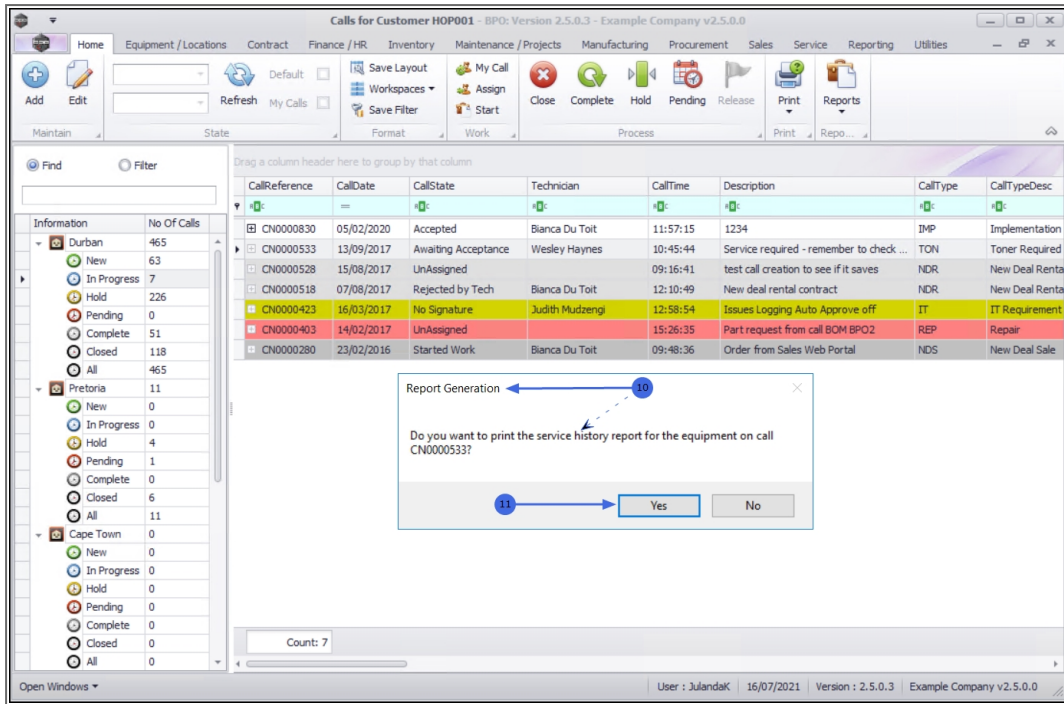 Calls for Customer HOP001 - BPO: Version 2.5.0.3 - Example Company v2.5.0.0
Home Equipment / Locations Contract Finance / HR Inventory Maintenance / Projects Manufacturing Procurement Sales Service Reporting Utilities
Add Edit Refresh Default My Calls Save Layout Workspaces Save Filter My Call Assign Start Close Complete Hold Pending Release Print Reports
Maintain State Format Work Process Print Repo...
Find Filter
Drag a column header here to group by that column
CallReference CallDate CallState Technician CallTime Description CallType CallTypeDesc
CN0000830 05/02/2020 Accepted Bianca Du Toit 11:57:15 1234 IMP Implementation
CN0000533 13/09/2017 Awaiting Acceptance Wesley Haynes 10:45:44 Service required - remember to check ... TON Toner Required
CN0000528 15/08/2017 UnAssigned 09:16:41 test call creation to see if it saves NDR New Deal Renta
CN0000518 07/08/2017 Rejected by Tech Bianca Du Toit 12:10:49 New deal rental contract NDR New Deal Renta
CN0000423 16/03/2017 No Signature Judith Mudzengi 12:58:54 Issues Logging Auto Approve off IT IT Requirement
CN0000403 14/02/2017 UnAssigned 15:26:35 Part request from call BOM BPO2 REP Repair
CN0000280 23/02/2016 Started Work Bianca Du Toit 09:48:36 Order from Sales Web Portal NDS New Deal Sale
Information No Of Calls
Durban 465
New 63
In Progress 7
Hold 226
Pending 0
Complete 51
Closed 118
All 465
Pretoria 11
New 0
In Progress 0
Hold 4
Pending 1
Complete 0
Closed 6
All 11
Cape Town 0
New 0
In Progress 0
Hold 0
Pending 0
Complete 0
Closed 0
All 0
Report Generation 10
Do you want to print the service history report for the equipment on call
CN0000533?
11 Yes No
Count: 7
Open Windows User : JulandaK 16/07/2021 Version : 2.5.0.3 Example Company v2.5.0.0